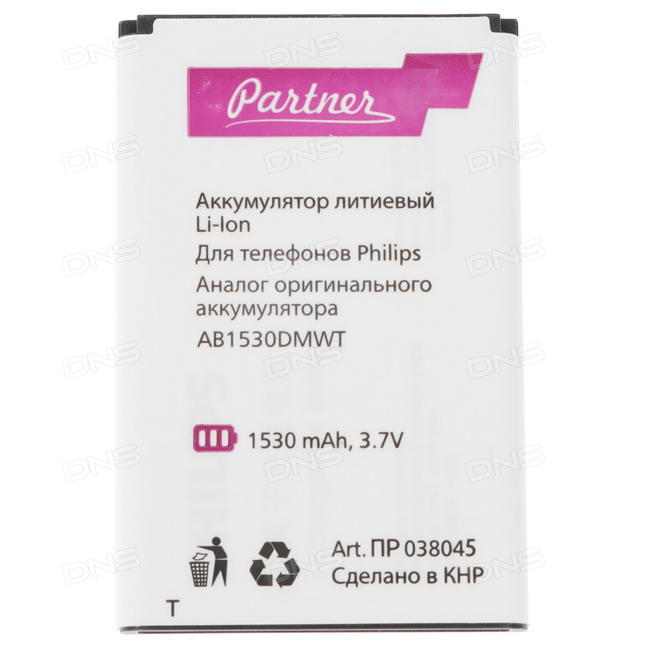 Partner
Аккумулятор литиевый
Li-Ion
Для телефонов Philips
Аналог оригинального
аккумулятора
AB1530DMWT
1530 mAh, 3.7V
Art. ПР 038045
Сделано в КНР
T
DNS